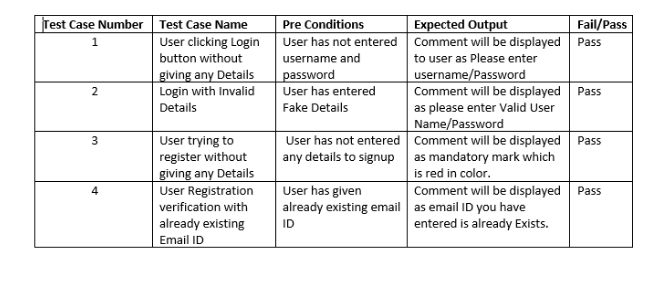 Test Case Number Test Case Name Pre Conditions Expected Output Fail/Pass
1 User clicking Login User has not entered Comment will be displayed Pass
button without username and to user as Please enter
giving any Details password username/Password
2 Login with Invalid User has entered Comment will be displayed Pass
Details Fake Details as please enter Valid User
Name/Password
3 User trying to User has not entered Comment will be displayed Pass
register without any details to signup as mandatory mark which
giving any Details is red in color.
4 User Registration User has given Comment will be displayed Pass
verification with already existing email as email ID you have
already existing ID entered is already Exists.
Email ID